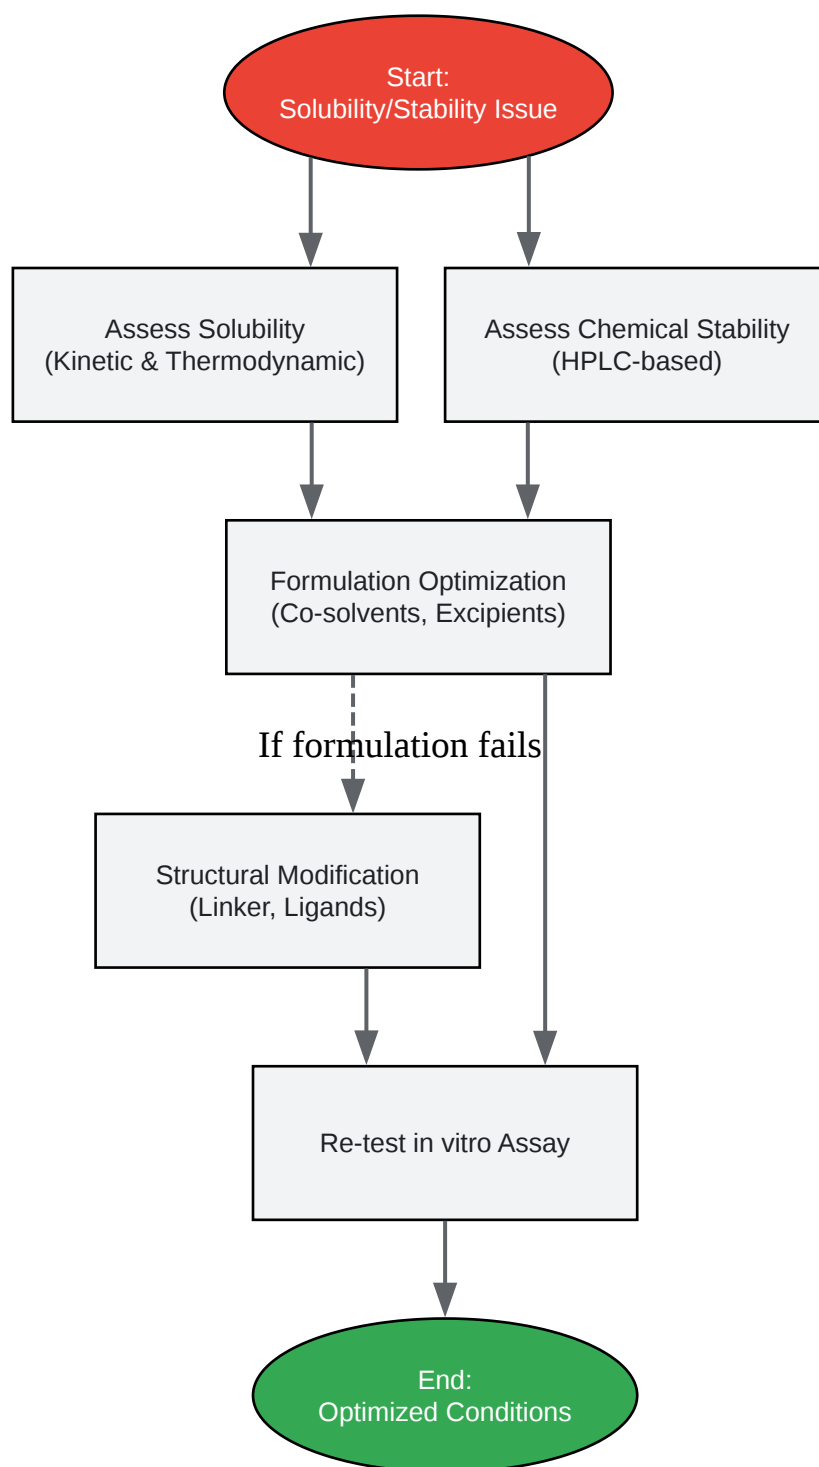 Start:
Solubility/Stability Issue
Assess Solubility
(Kinetic & Thermodynamic)
Assess Chemical Stability
(HPLC-based)
Formulation Optimization
(Co-solvents, Excipients)
If formulation fails
Structural Modification
(Linker, Ligands)
Re-test in vitro Assay
End:
Optimized Conditions